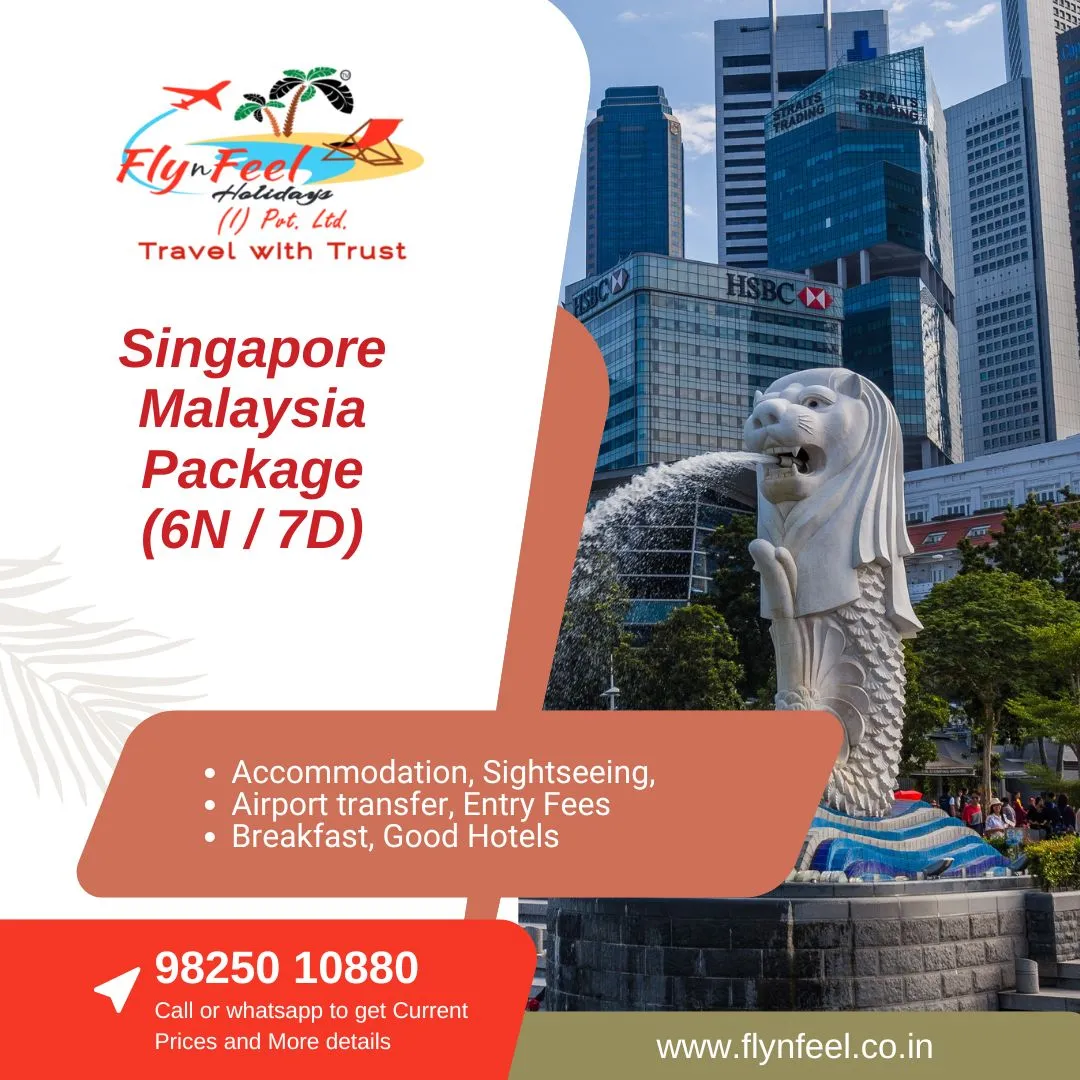 FlynFeel
Holidays
(I) Pvt. Ltd.
Travel with Trust
Singapore
Malaysia
Package
(6N / 7D)
STRAITS
TRADING
STRAITS
TRADING
HSBC
HSBC
• Accommodation, Sightseeing,
• Airport transfer, Entry Fees
• Breakfast, Good Hotels
98250 10880
Call or whatsapp to get Current
Prices and More details
www.flynfeel.co.in